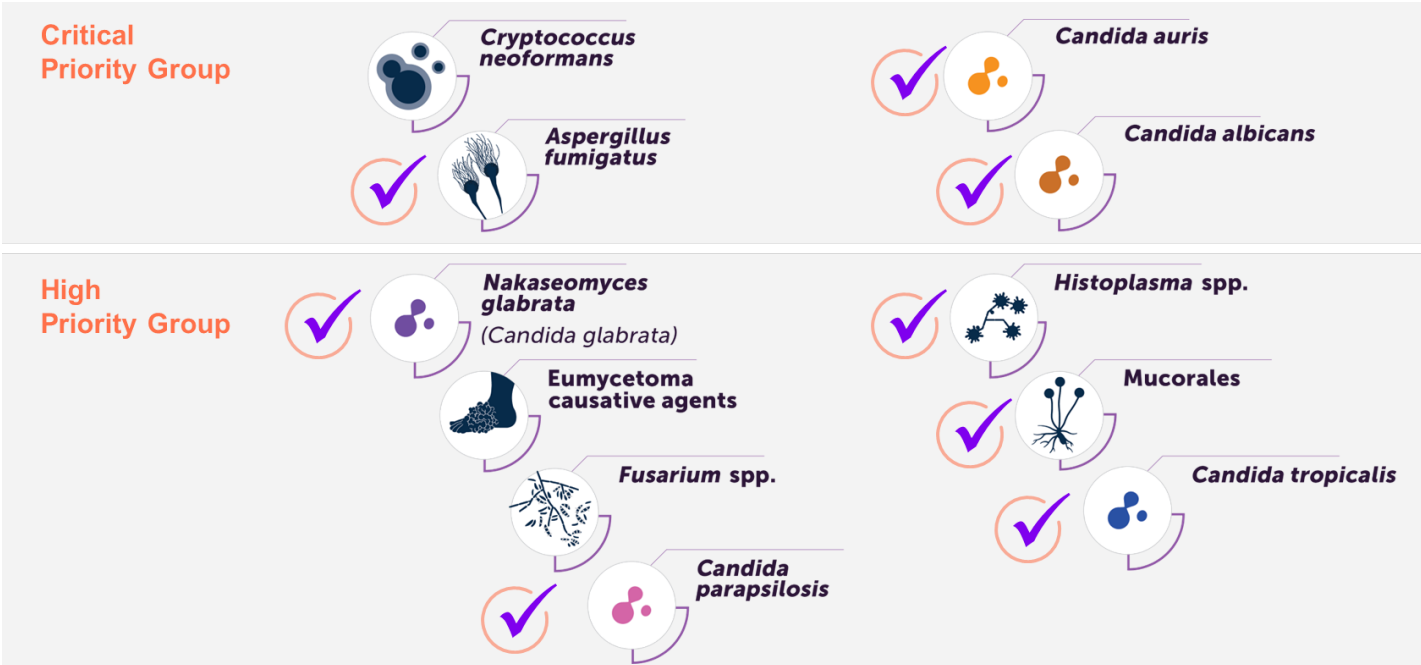 Critical
Priority Group
Cryptococcus
neoformans
Aspergillus
fumigatus
Candida auris
Candida albicans
High
Priority Group
Nakaseomyces
glabrata
(Candida glabrata)
Eumycetoma
causative agents
Fusarium spp.
Candida
parapsilosis
Histoplasma spp.
Mucorales
Candida tropicalis